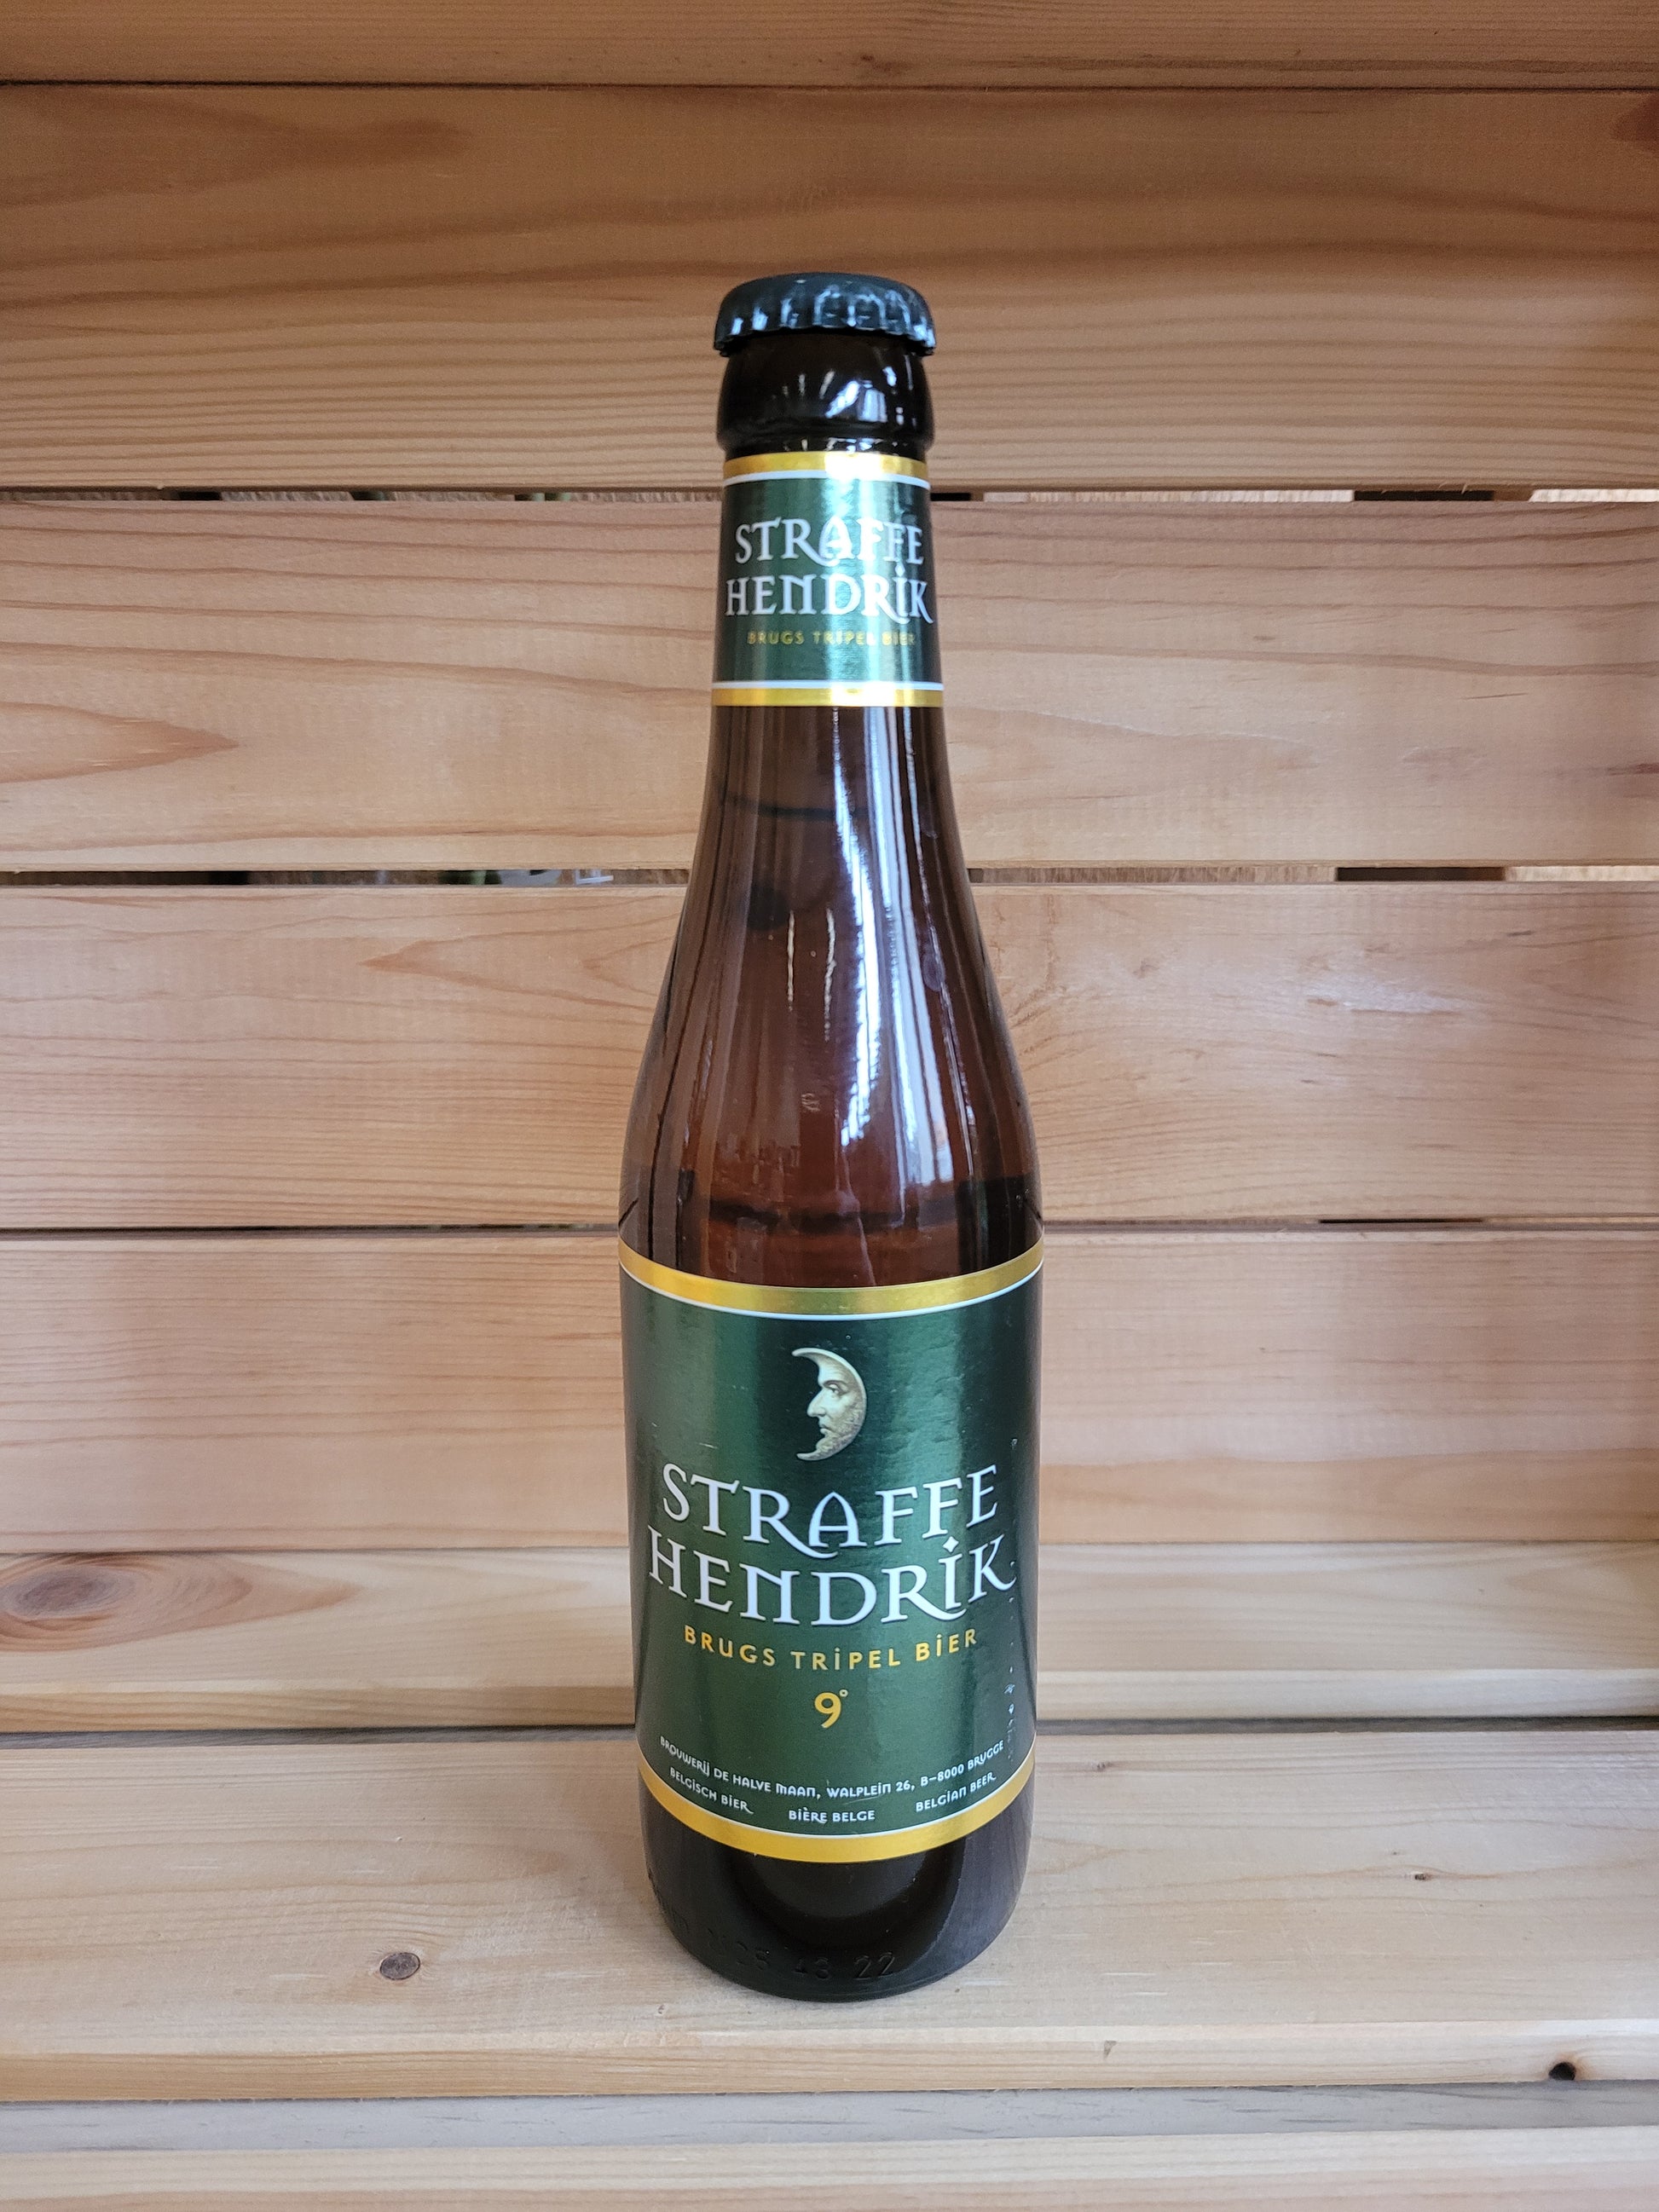 STRAFFE
HENDRiK
BRUGS TRiPEL BiER
STRAFFE
HENDRiK
BRUGS TRiPEL BiER
9°
BROUWERij DE HALVE MAAN, WALPLEiN 26, B-8000 BRUGGE
BELGiSCH BiER BiÈRE BELGE BELGiAN BEER
22